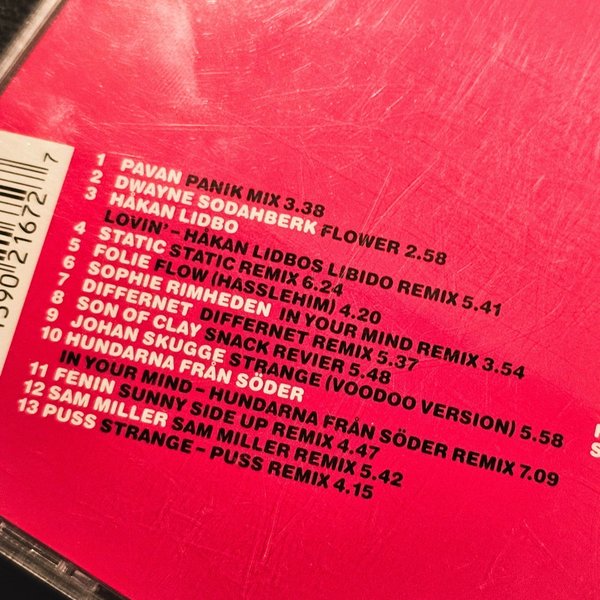 1 PAVAN PANIK MIX 3.38
2 DWAYNE SODAHBERK FLOWER 2.58
3 HÅKAN LIDBO
LOVIN' – HÅKAN LIDBOS LIBIDO REMIX 5.41
4 STATIC STATIC REMIX 6.24
5 FOLIE FLOW (HASSLEHIM) 4.20
6 SOPHIE RIMHEDEN IN YOUR MIND REMIX 3.54
7 DIFFERNET DIFFERNET REMIX 5.37
8 SON OF CLAY SNACK REVIER 5.48
9 JOHAN SKUGGE STRANGE (VOODOO VERSION) 5.58
10 HUNDARNA FRÅN SÖDER
IN YOUR MIND – HUNDARNA FRÅN SÖDER REMIX 7.09
11 FENIN SUNNY SIDE UP REMIX 4.47
12 SAM MILLER SAM MILLER REMIX 5.42
13 PUSS STRANGE – PUSS REMIX 4.15
21672 7